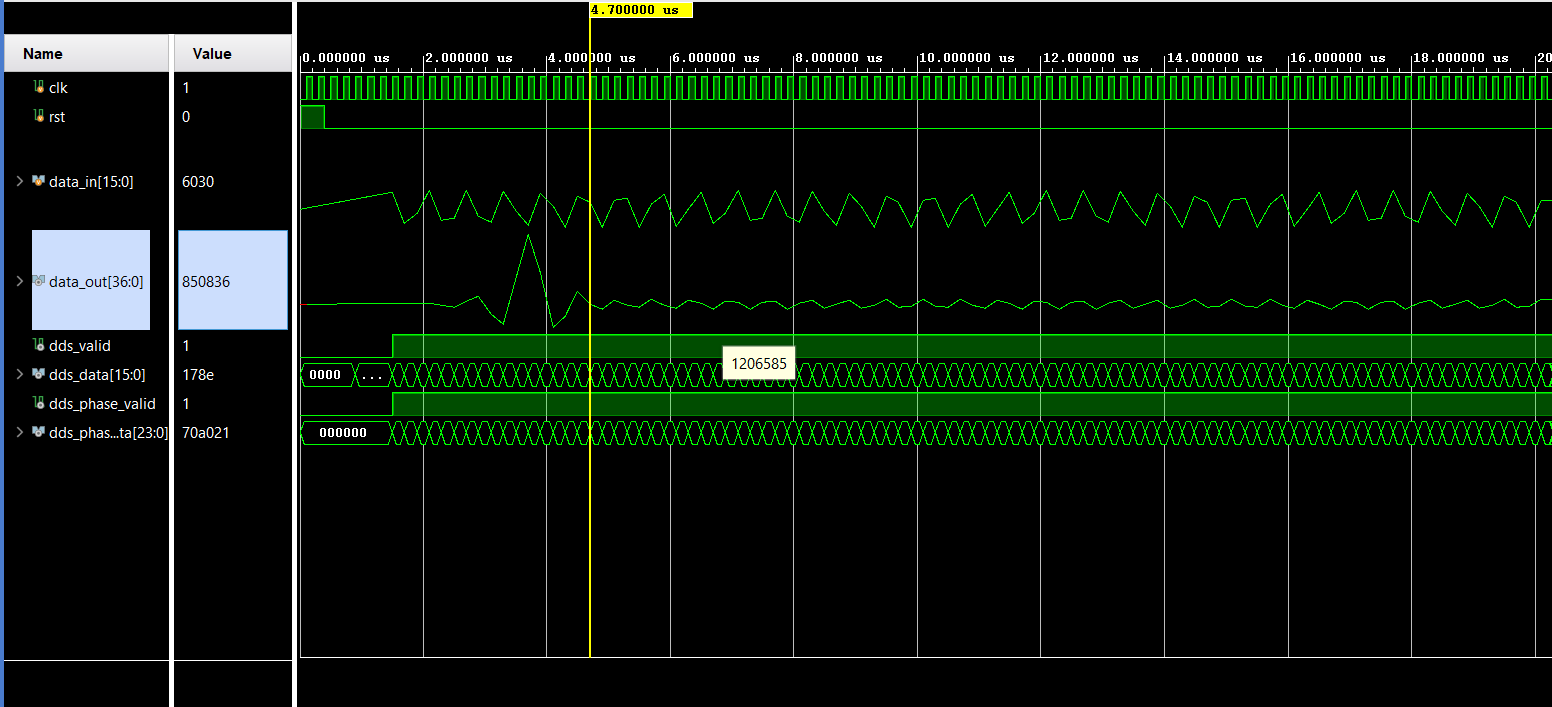 4.700000 us
Name Value
0.000000 us 2.000000 us 4.000000 us 6.000000 us 8.000000 us 10.000000 us 12.000000 us 14.000000 us 16.000000 us 18.000000 us 20
clk 1
rst 0
data_in[15:0] 6030
data_out[36:0] 850836
dds_valid 1
1206585
dds_data[15:0] 178e 0000 ...
dds_phase_valid 1
dds_phas...ta[23:0] 70a021 000000